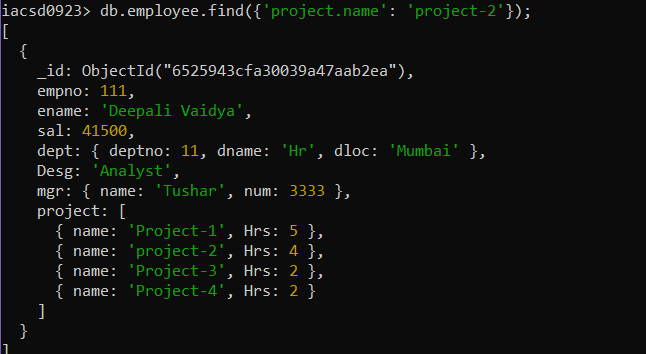 iacsd0923> db.employee.find({'project.name': 'project-2'});
[
  {
    _id: ObjectId("6525943cfa30039a47aab2ea"),
    empno: 111,
    ename: 'Deepali Vaidya',
    sal: 41500,
    dept: { deptno: 11, dname: 'Hr', dloc: 'Mumbai' },
    Desg: 'Analyst',
    mgr: { name: 'Tushar', num: 3333 },
    project: [
      { name: 'Project-1', Hrs: 5 },
      { name: 'project-2', Hrs: 4 },
      { name: 'Project-3', Hrs: 2 },
      { name: 'Project-4', Hrs: 2 }
    ]
  }
]